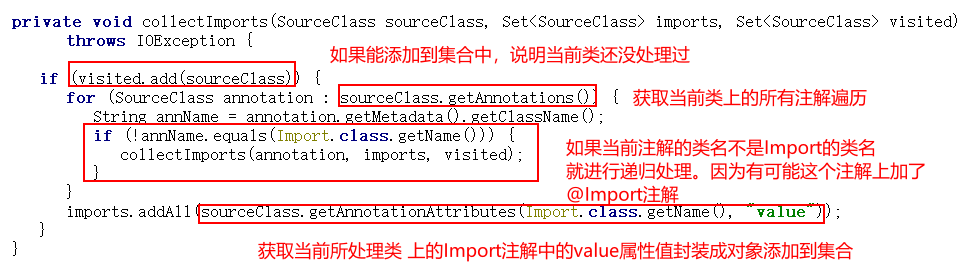 private void collectImports(SourceClass sourceClass, Set<SourceClass> imports, Set<SourceClass> visited)
throws IOException {
如果能添加到集合中，说明当前类还没处理过
if (visited.add(sourceClass)) {
for (SourceClass annotation : sourceClass.getAnnotations()) { 获取当前类上的所有注解遍历
String annName = annotation.getMetadata().getClassName();
if (!annName.equals(Import.class.getName())) {
如果当前注解的类名不是Import的类名
collectImports(annotation, imports, visited);
就进行递归处理。因为有可能这个注解上加了
}
@Import注解
}
imports.addAll(sourceClass.getAnnotationAttributes(Import.class.getName(), "value"));
}
获取当前所处理类 上的Import注解中的value属性值封装成对象添加到集合
}